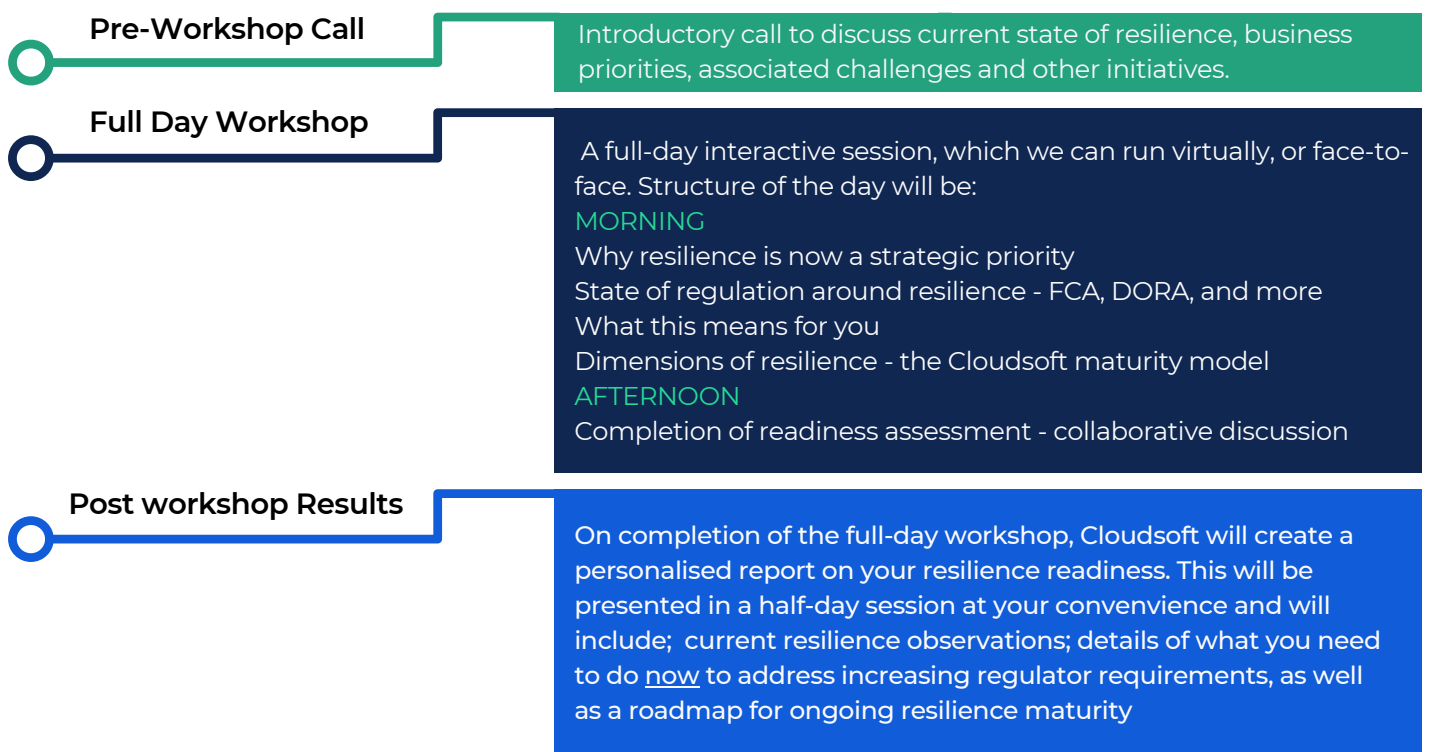 Pre-Workshop Call
Introductory call to discuss current state of resilience, business
priorities, associated challenges and other initiatives.
Full Day Workshop
A full-day interactive session, which we can run virtually, or face-to-
face. Structure of the day will be:
MORNING
Why resilience is now a strategic priority
State of regulation around resilience - FCA, DORA, and more
What this means for you
Dimensions of resilience - the Cloudsoft maturity model
AFTERNOON
Completion of readiness assessment - collaborative discussion
Post workshop Results
On completion of the full-day workshop, Cloudsoft will create a
personalised report on your resilience readiness. This will be
presented in a half-day session at your convenvience and will
include;  current resilience observations; details of what you need
to do now to address increasing regulator requirements, as well
as a roadmap for ongoing resilience maturity